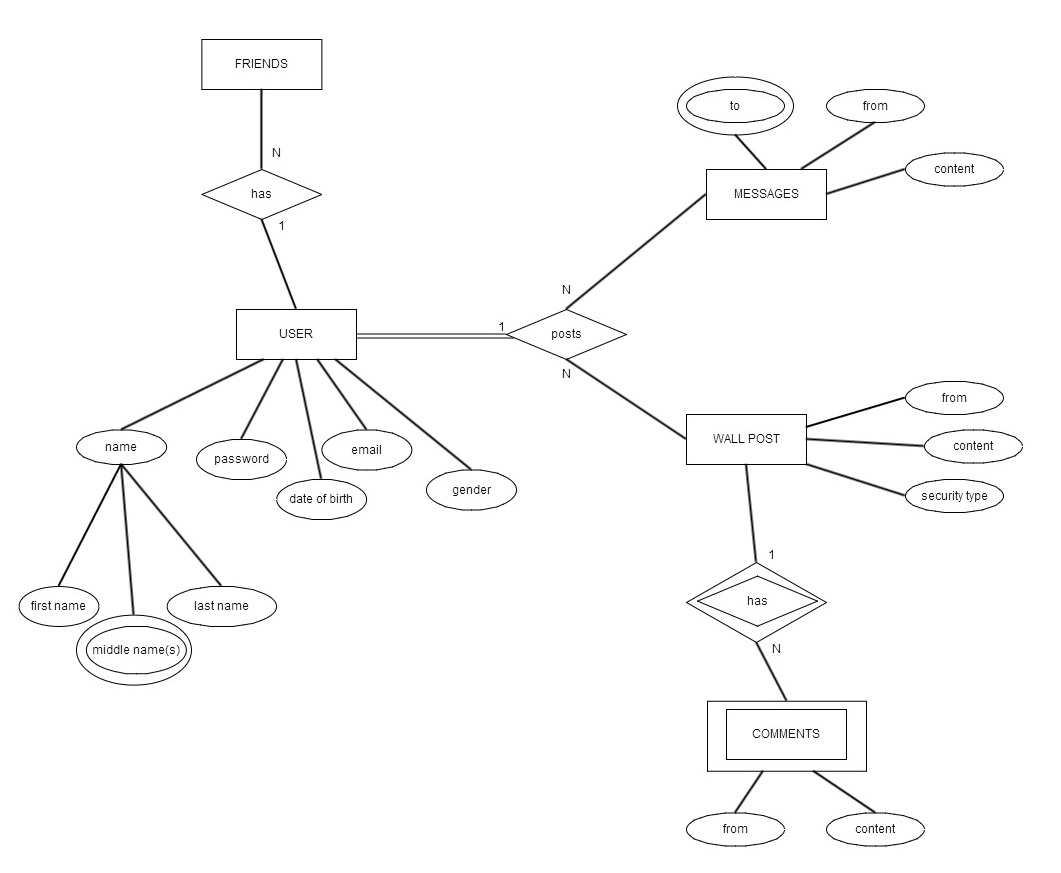 FRIENDS
N
has
1
USER
1
posts
N
N
to
from
content
MESSAGES
name
password
date of birth
email
gender
first name
middle name(s)
last name
WALL POST
from
content
security type
1
has
N
COMMENTS
from
content